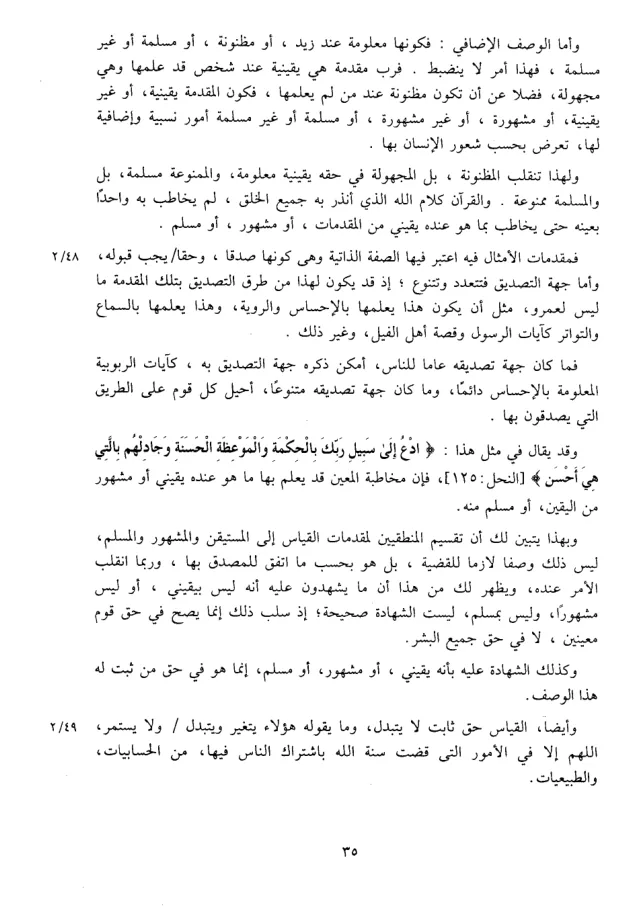 وأما الوصف الإضافي : فكونها معلومة عند زيد ، أو مظنونة ، أو مسلمة أو غير
مسلمة ، فهذا أمر لا ينضبط . فرب مقدمة هي يقينية عند شخص قد علمها وهي
مجهولة، فضلا عن أن تكون مظنونة عند من لم يعلمها ، فكون المقدمة يقينية، أو غير
يقينية، أو مشهورة ، أو غير مشهورة ، أو مسلمة أو غير مسلمة أمور نسبية وإضافية
لها، تعرض بحسب شعور الإنسان بها .
ولهذا تنقلب المظنونة ، بل المجهولة في حقه يقينية معلومة، والممنوعة مسلمة، بل
والمسلمة ممنوعة . والقرآن كلام الله الذي أنذر به جميع الخلق ، لم يخاطب به واحدًا
بعينه حتى يخاطب بما هو عنده يقيني من المقدمات ، أو مشهور ، أو مسلم .
فمقدمات الأمثال فيه اعتبر فيها الصفة الذاتية وهى كونها صدقا ، وحقا/ يجب قبوله، ٢/٤٨
وأما جهة التصديق فتتعدد وتتنوع ؛ إذ قد يكون لهذا من طرق التصديق بتلك المقدمة ما
ليس لعمرو، مثل أن يكون هذا يعلمها بالإحساس والروية، وهذا يعلمها بالسماع
والتواتر كآيات الرسول وقصة أهل الفيل، وغير ذلك .
فما كان جهة تصديقه عاما للناس، أمكن ذكره جهة التصديق به ، كآيات الربوبية
المعلومة بالإحساس دائمًا، وما كان جهة تصديقه متنوعًا، أحيل كل قوم على الطريق
التي يصدقون بها .
وقد يقال في مثل هذا : ﴿ ادْعُ إِلَىٰ سَبِيلِ رَبِّكَ بِالْحِكْمَةِ وَالْمَوْعِظَةِ الْحَسَنَةِ وَجَادِلْهُم بِالَّتِي
هِيَ أَحْسَن ﴾ [النحل: ١٢٥]، فإن مخاطبة المعين قد يعلم بها ما هو عنده يقيني أو مشهور
من اليقين، أو مسلم منه.
وبهذا يتبين لك أن تقسيم المنطقيين لمقدمات القياس إلى المستيقن والمشهور والمسلم،
ليس ذلك وصفا لازما للقضية ، بل هو بحسب ما اتفق للمصدق بها ، وربما انقلب
الأمر عنده، ويظهر لك من هذا أن ما يشهدون عليه أنه ليس بيقيني ، أو ليس
مشهورًا، وليس بمسلم، ليست الشهادة صحيحة؛ إذ سلب ذلك إنما يصح في حق قوم
معينين ، لا في حق جميع البشر.
وكذلك الشهادة عليه بأنه يقيني ، أو مشهور، أو مسلم، إنما هو في حق من ثبت له
هذا الوصف.
وأيضا، القياس حق ثابت لا يتبدل، وما يقوله هؤلاء يتغير ويتبدل / ولا يستمر، ٢/٤٩
اللهم إلا في الأمور التى قضت سنة الله باشتراك الناس فيها، من الحسابيات،
والطبيعيات.
٣٥